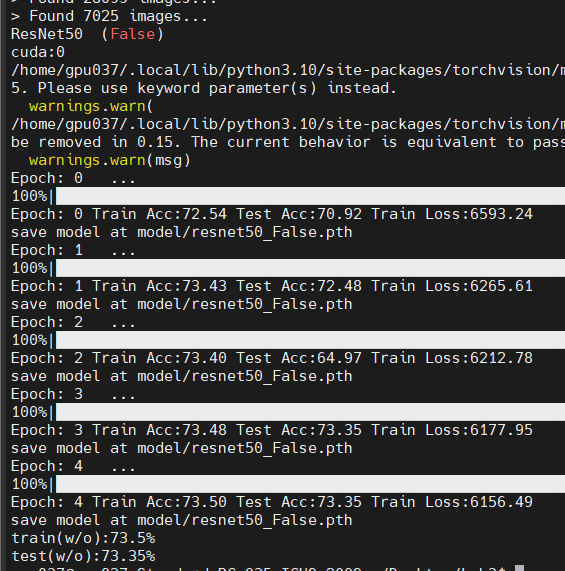 > Found 7025 images...
ResNet50  (False)
cuda:0
/home/gpu037/.local/lib/python3.10/site-packages/torchvision/
5. Please use keyword parameter(s) instead.
  warnings.warn(
/home/gpu037/.local/lib/python3.10/site-packages/torchvision/
be removed in 0.15. The current behavior is equivalent to pass
  warnings.warn(msg)
Epoch: 0   ...
100%|
Epoch: 0 Train Acc:72.54 Test Acc:70.92 Train Loss:6593.24
save model at model/resnet50_False.pth
Epoch: 1   ...
100%|
Epoch: 1 Train Acc:73.43 Test Acc:72.48 Train Loss:6265.61
save model at model/resnet50_False.pth
Epoch: 2   ...
100%|
Epoch: 2 Train Acc:73.40 Test Acc:64.97 Train Loss:6212.78
save model at model/resnet50_False.pth
Epoch: 3   ...
100%|
Epoch: 3 Train Acc:73.48 Test Acc:73.35 Train Loss:6177.95
save model at model/resnet50_False.pth
Epoch: 4   ...
100%|
Epoch: 4 Train Acc:73.50 Test Acc:73.35 Train Loss:6156.49
save model at model/resnet50_False.pth
train(w/o):73.5%
test(w/o):73.35%